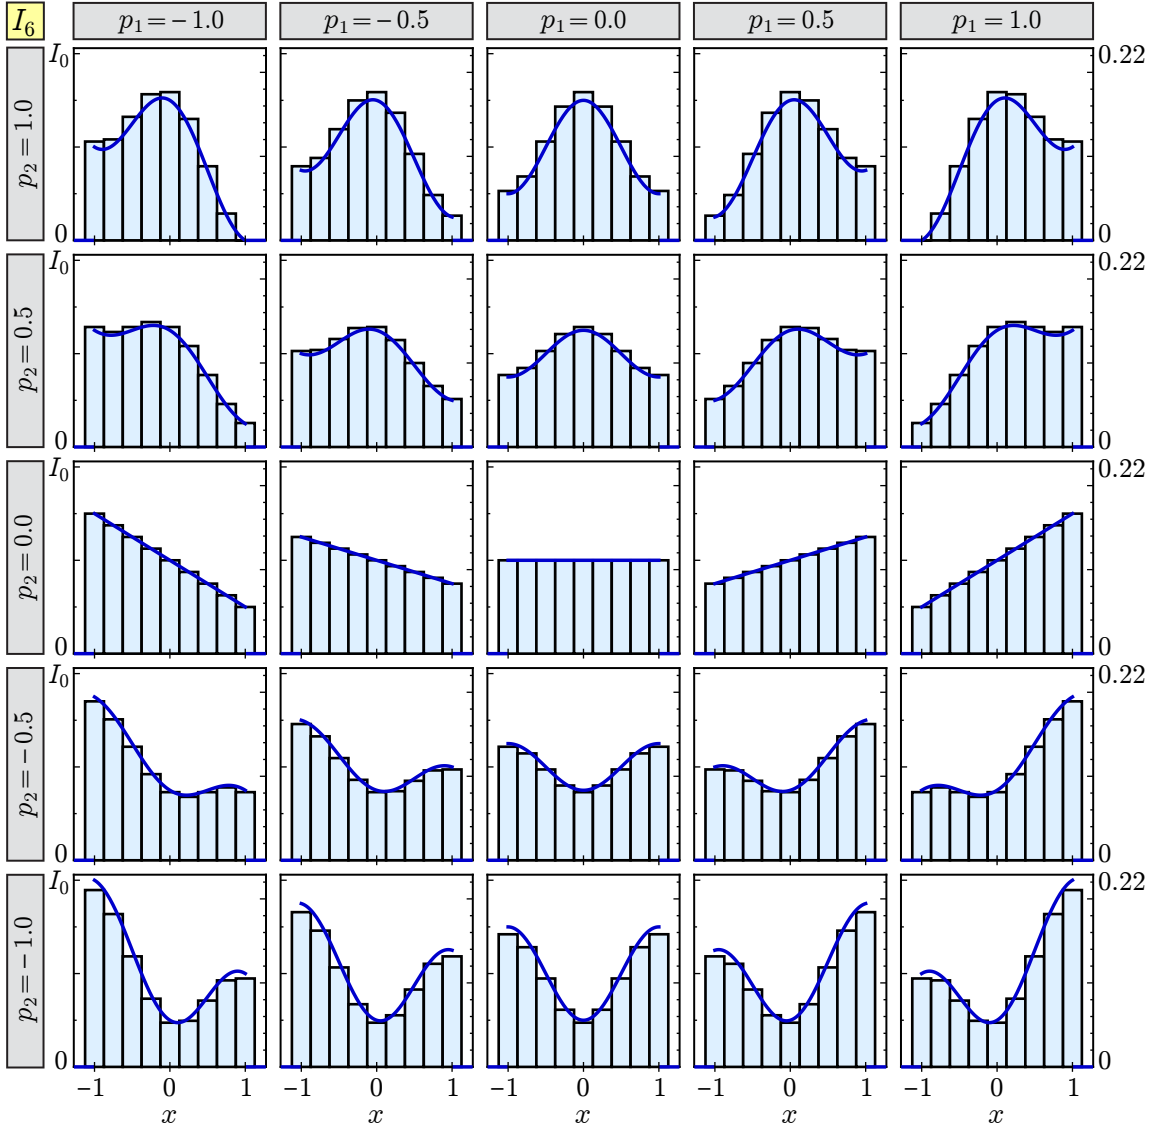 I₆ p₁ = −1.0 p₁ = −0.5 p₁ = 0.0 p₁ = 0.5 p₁ = 1.0
p₂ = 1.0
I₀ 0.22
0 0
p₂ = 0.5
I₀ 0.22
0 0
p₂ = 0.0
I₀ 0.22
0 0
p₂ = −0.5
I₀ 0.22
0 0
p₂ = −1.0
I₀ 0.22
0 0
−1 0 1 −1 0 1 −1 0 1 −1 0 1 −1 0 1
x x x x x